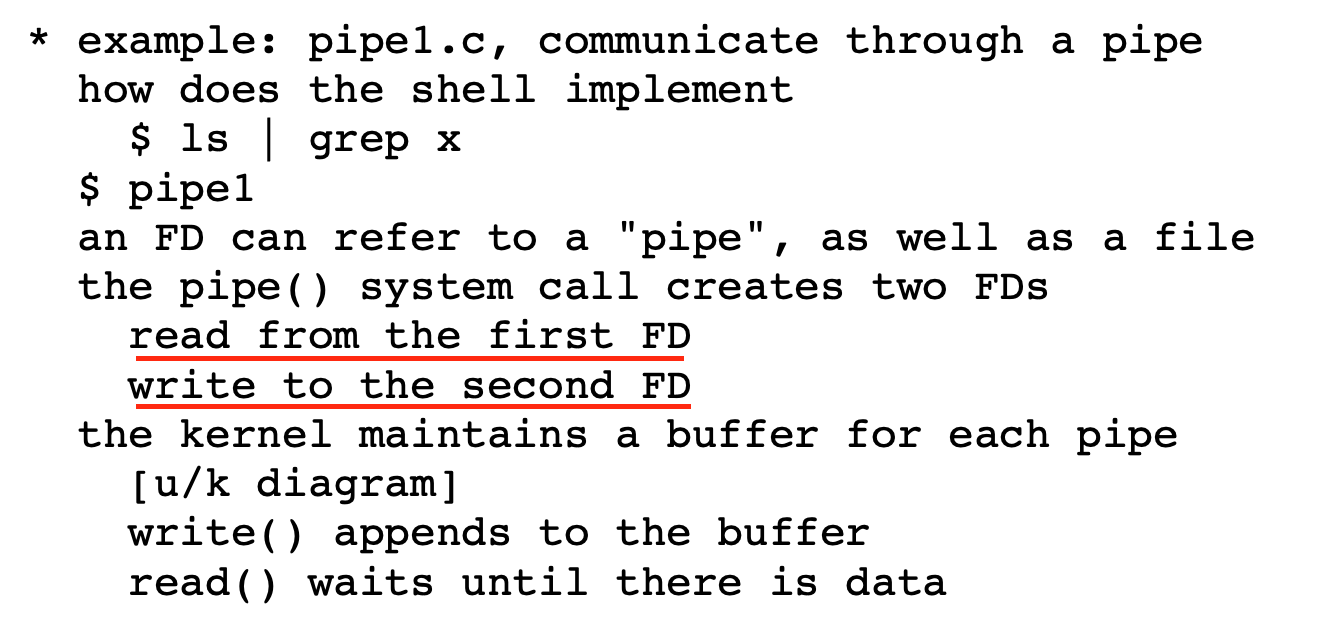 * example: pipe1.c, communicate through a pipe
how does the shell implement
$ ls | grep x
$ pipe1
an FD can refer to a "pipe", as well as a file
the pipe() system call creates two FDs
read from the first FD
write to the second FD
the kernel maintains a buffer for each pipe
[u/k diagram]
write() appends to the buffer
read() waits until there is data